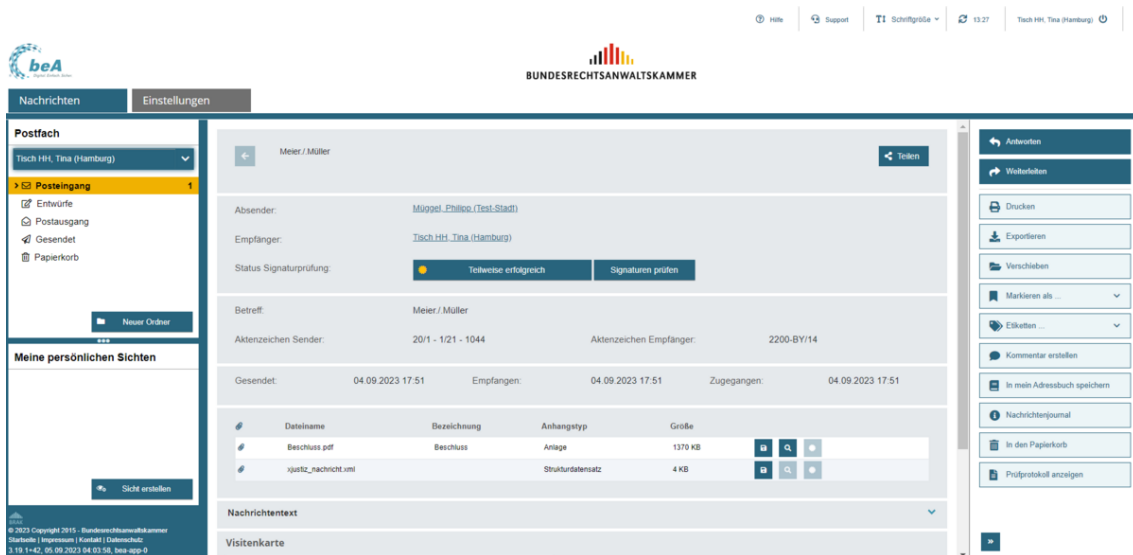 Hilfe Support Schriftgröße 13:27 Tisch HH, Tina (Hamburg)
beA
BUNDESRECHTSANWALTSKAMMER
Nachrichten Einstellungen
Postfach
Tisch HH, Tina (Hamburg)
Posteingang 1
Entwürfe
Postausgang
Gesendet
Papierkorb
Neuer Ordner
Meine persönlichen Sichten
Sicht erstellen
© 2023 Copyright 2015 - Bundesrechtsanwaltskammer
Startseite | Impressum | Kontakt | Datenschutz
3.19.1+42, 05.09.2023 04:03:58, bea-app-0
Meier./.Müller Teilen
Absender: Müggel, Philipp (Test-Stadt)
Empfänger: Tisch HH, Tina (Hamburg)
Status Signaturprüfung: Teilweise erfolgreich Signaturen prüfen
Betreff: Meier./.Müller
Aktenzeichen Sender: 20/1 - 1/21 - 1044 Aktenzeichen Empfänger: 2200-BY/14
Gesendet: 04.09.2023 17:51 Empfangen: 04.09.2023 17:51 Zugegangen: 04.09.2023 17:51
Dateiname Bezeichnung Anhangstyp Größe
Beschluss.pdf Beschluss Anlage 1370 KB
xjustiz_nachricht.xml Strukturdatensatz 4 KB
Nachrichtentext
Visitenkarte
Antworten
Weiterleiten
Drucken
Exportieren
Verschieben
Markieren als ...
Etiketten ...
Kommentar erstellen
In mein Adressbuch speichern
Nachrichtenjournal
In den Papierkorb
Prüfprotokoll anzeigen